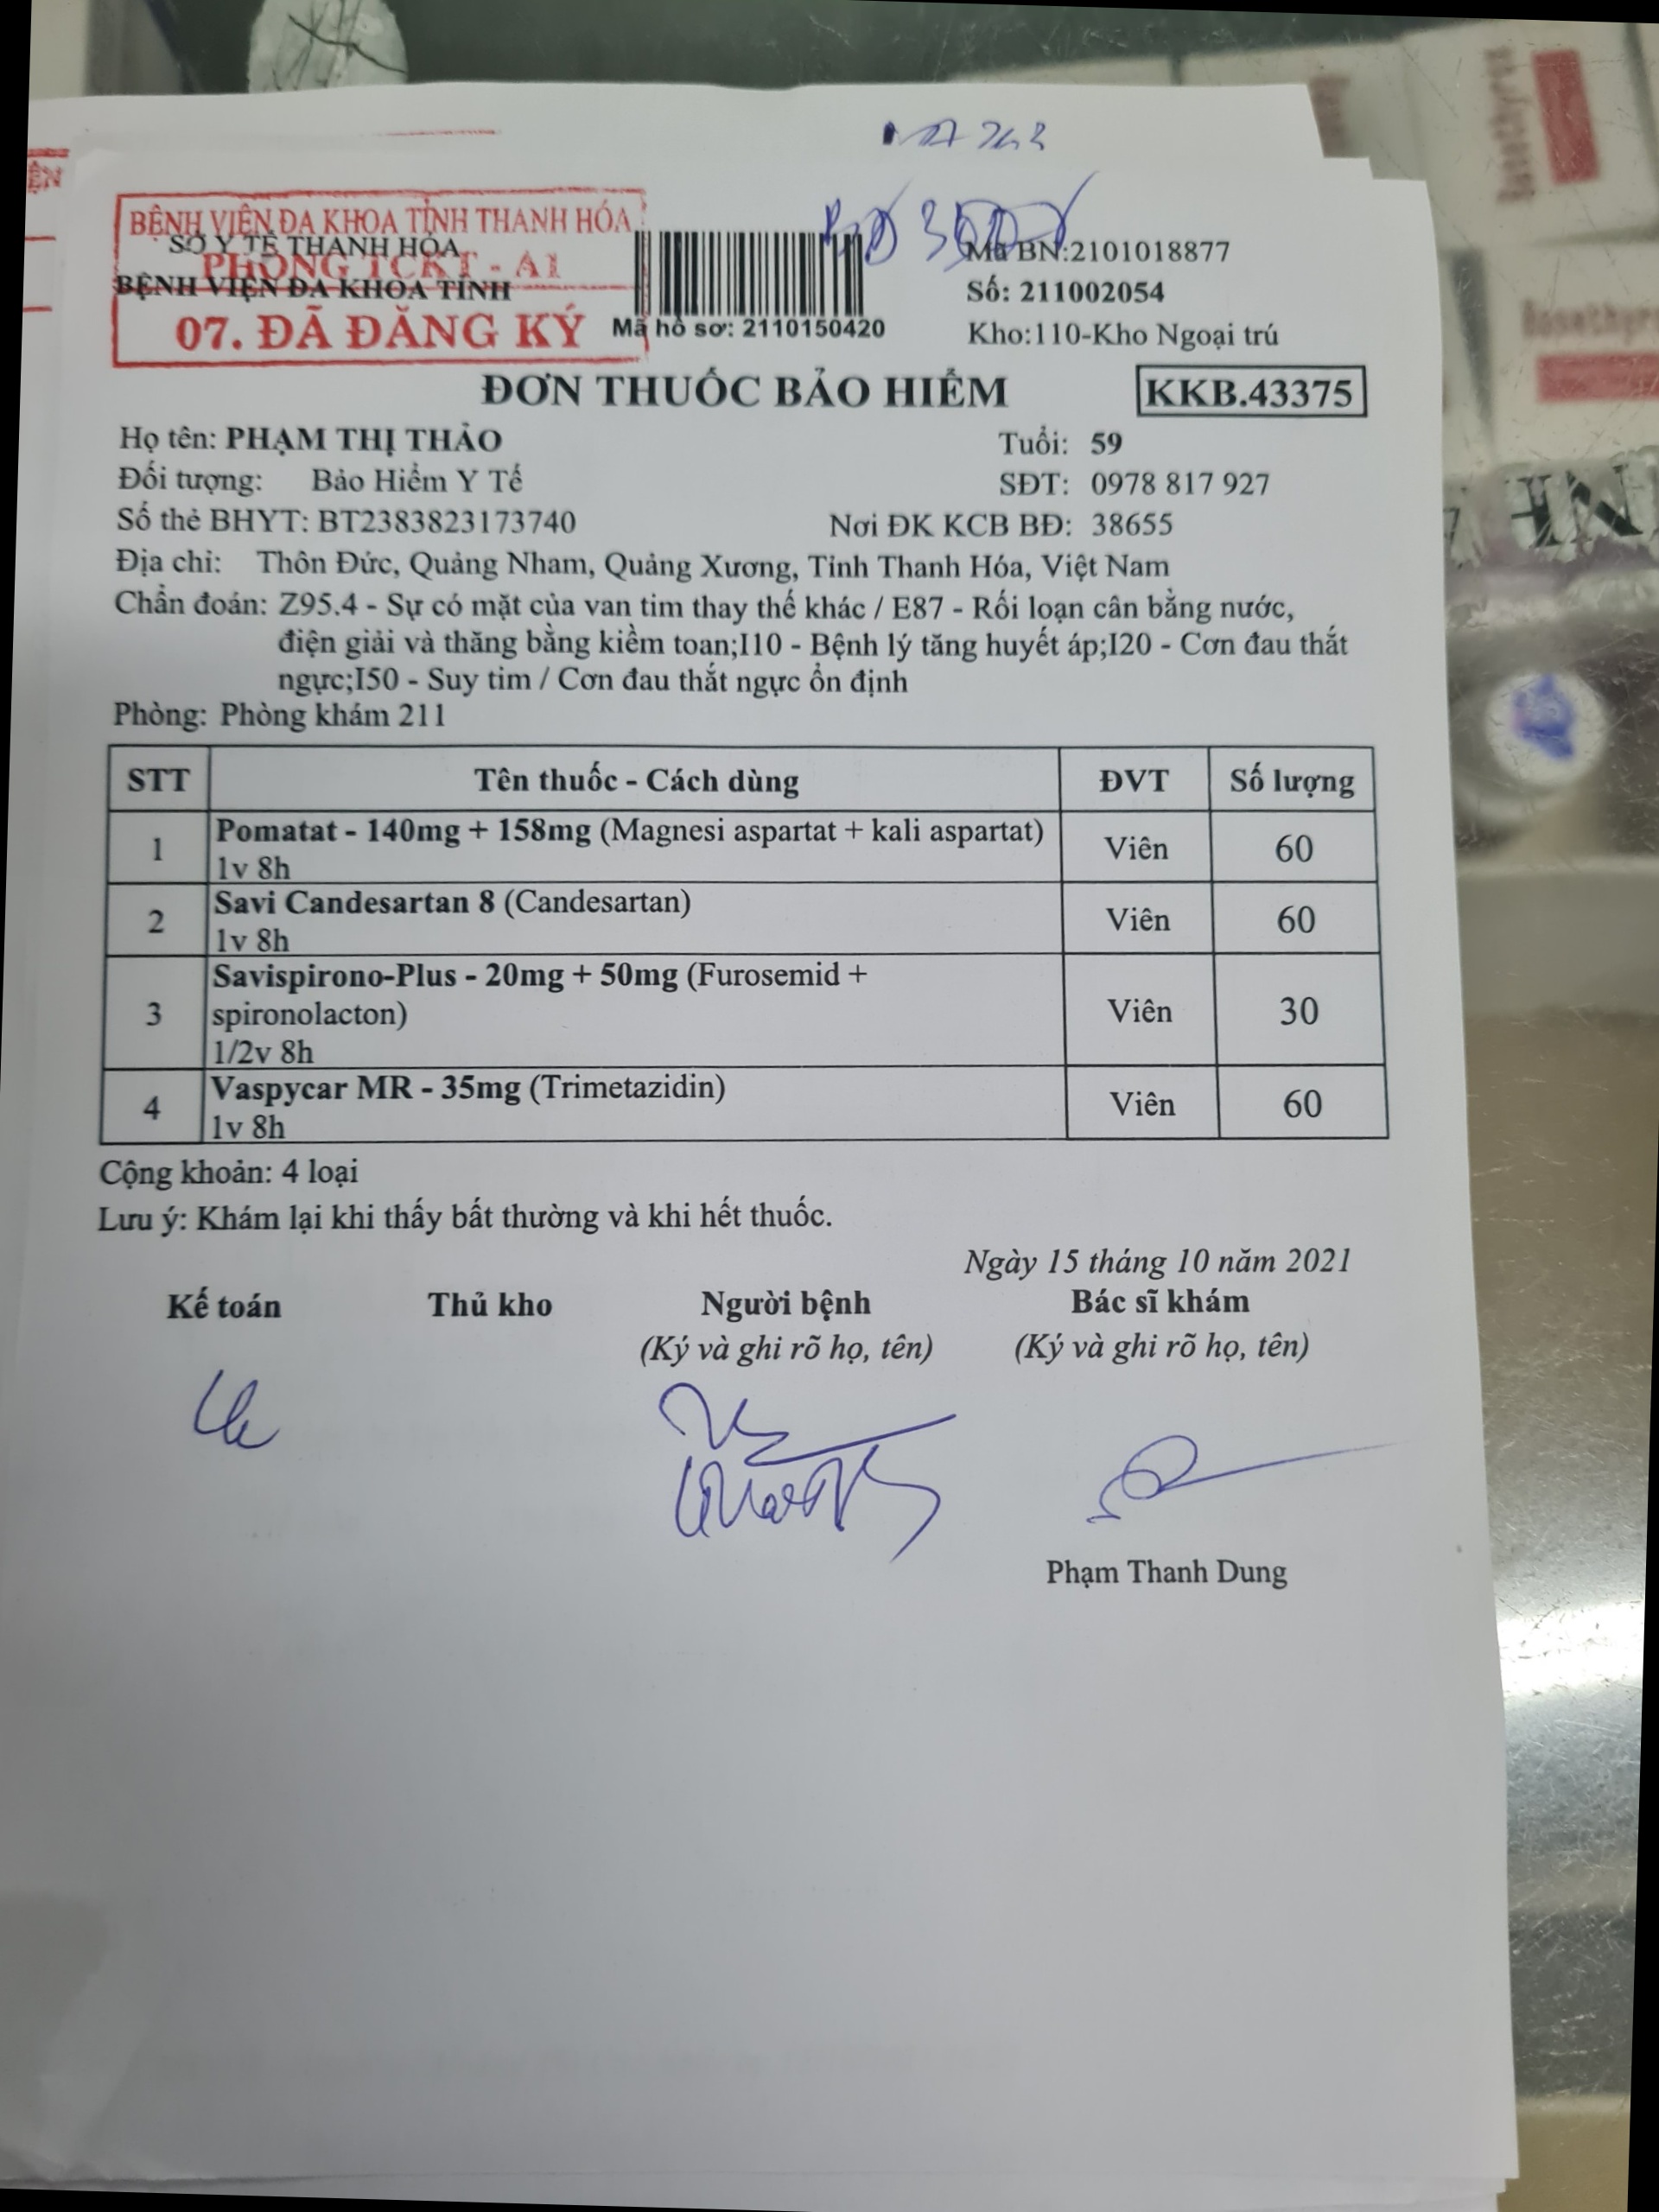 BỆNH VIỆN ĐA KHOA TỈNH THANH HÓA
SỞ Y TẾ THANH HÓA
PHÒNG TCKT - A1
BỆNH VIỆN ĐA KHOA TỈNH
07. ĐÃ ĐĂNG KÝ
Mã hồ sơ: 2110150420
Mã BN:2101018877
Số: 211002054
Kho:110-Kho Ngoại trú
ĐƠN THUỐC BẢO HIỂM
KKB.43375
Họ tên: PHẠM THỊ THẢO Tuổi: 59
Đối tượng: Bảo Hiểm Y Tế SĐT: 0978 817 927
Số thẻ BHYT: BT2383823173740 Nơi ĐK KCB BĐ: 38655
Địa chỉ: Thôn Đức, Quảng Nham, Quảng Xương, Tỉnh Thanh Hóa, Việt Nam
Chẩn đoán: Z95.4 - Sự có mặt của van tim thay thế khác / E87 - Rối loạn cân bằng nước,
điện giải và thăng bằng kiềm toan;I10 - Bệnh lý tăng huyết áp;I20 - Cơn đau thắt
ngực;I50 - Suy tim / Cơn đau thắt ngực ổn định
Phòng: Phòng khám 211
STT Tên thuốc - Cách dùng ĐVT Số lượng
1 Pomatat - 140mg + 158mg (Magnesi aspartat + kali aspartat) Viên 60
1v 8h
2 Savi Candesartan 8 (Candesartan) Viên 60
1v 8h
3 Savispirono-Plus - 20mg + 50mg (Furosemid + Viên 30
spironolacton)
1/2v 8h
4 Vaspycar MR - 35mg (Trimetazidin) Viên 60
1v 8h
Cộng khoản: 4 loại
Lưu ý: Khám lại khi thấy bất thường và khi hết thuốc.
Ngày 15 tháng 10 năm 2021
Kế toán Thủ kho Người bệnh Bác sĩ khám
(Ký và ghi rõ họ, tên) (Ký và ghi rõ họ, tên)
Phạm Thanh Dung